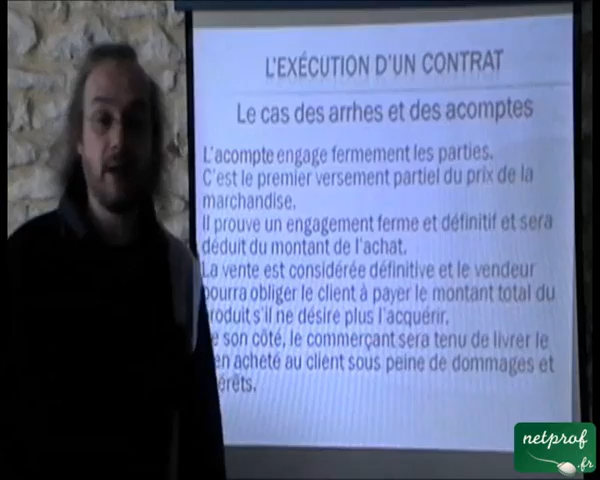 L'EXÉCUTION D'UN CONTRAT
Le cas des arrhes et des acomptes
L'acompte engage fermement les parties.
C'est le premier versement partiel du prix de la
marchandise.
Il prouve un engagement ferme et définitif et sera
déduit du montant de l'achat.
La vente est considérée définitive et le vendeur
pourra obliger le client à payer le montant total du
roduit s'il ne désire plus l'acquérir.
e son côté, le commerçant sera tenu de livrer le
en acheté au client sous peine de dommages et
érêts.
netprof
.fr